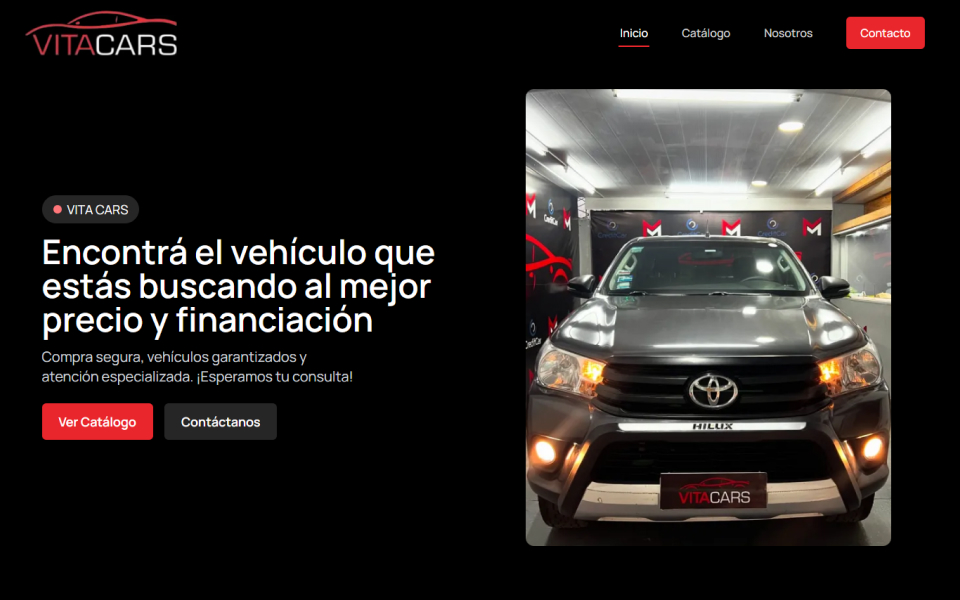 VITACARS
Inicio
Catálogo
Nosotros
Contacto
VITA CARS
Encontrá el vehículo que
estás buscando al mejor
precio y financiación
Compra segura, vehículos garantizados y
atención especializada. ¡Esperamos tu consulta!
Ver Catálogo
Contáctanos
CreditCar
HILUX
VITACARS